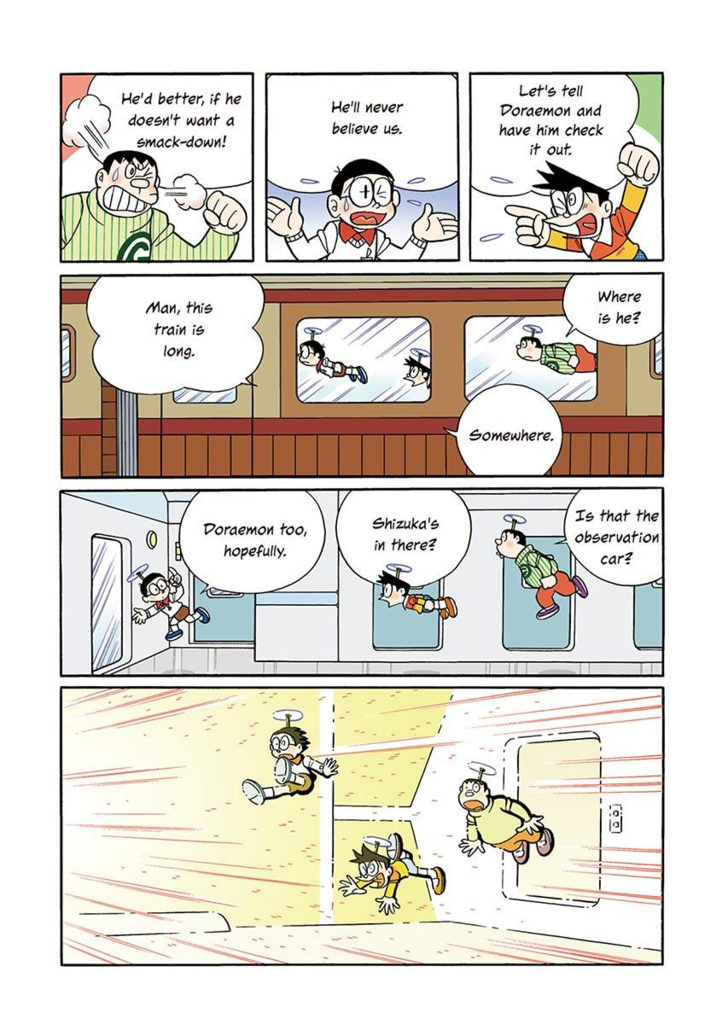 He'd better, if he
doesn't want a
smack-down!
He'll never
believe us.
Let's tell
Doraemon and
have him check
it out.
Man, this
train is
long.
Where
is he?
Somewhere.
Doraemon too,
hopefully.
Shizuka's
in there?
Is that the
observation
car?